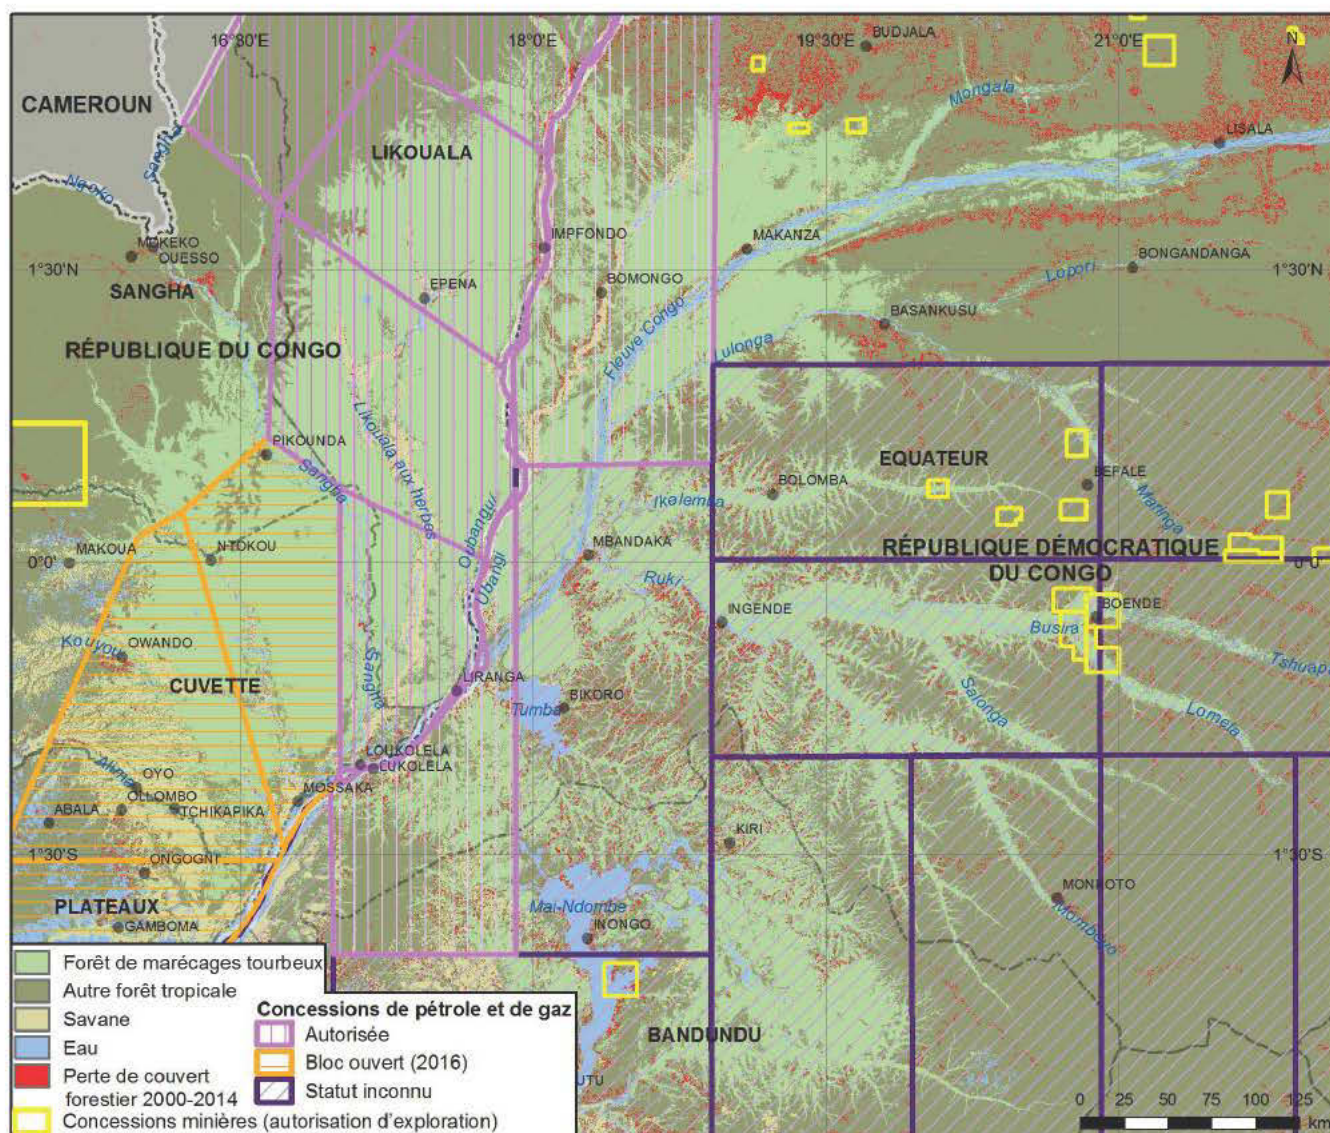 16°30'E
18°0'E
19°30'E
21°0'E
N
BUDJALA
CAMEROUN
Mongala
LISALA
LIKOUALA
Sangha
Ngoko
MOKEKO
OUESSO
IMPFONDO
MAKANZA
1°30'N
BONGANDANGA
1°30'N
SANGHA
EPENA
BOMONGO
Lopori
BASANKUSU
RÉPUBLIQUE DU CONGO
Fleuve Congo
Lulonga
Likouala aux herbes
PIKOUNDA
Sangha
EQUATEUR
BOLOMBA
BEFALE
Ikelemba
Maringa
Oubangui/
Ubangi
MAKOUA
NTOKOU
MBANDAKA
RÉPUBLIQUE DÉMOCRATIQUE
DU CONGO
0°0'
0°0'
Ruki
INGENDE
BOENDE
Busira
Kouyou
OWANDO
Tshuapa
CUVETTE
Sangha
LIRANGA
BIKORO
Tumba
Salonga
Lomela
LOUKOLELA
LUKOLELA
Alima
OYO
MOSSAKA
ABALA
OLLOMBO
TCHIKAPIKA
KIRI
1°30'S
1°30'S
ONGOGNI
MONKOTO
PLATEAUX
Mai-Ndombe
Momboyo
GAMBOMA
INONGO
BANDUNDU
UTU
Forêt de marécages tourbeux
Autre forêt tropicale
Savane
Eau
Perte de couvert
forestier 2000-2014
Concessions minières (autorisation d'exploration)
Concessions de pétrole et de gaz
Autorisée
Bloc ouvert (2016)
Statut inconnu
0 25 50 75 100 125
km